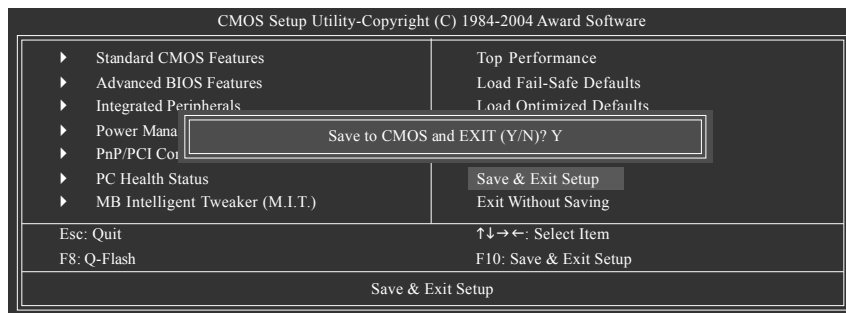 CMOS Setup Utility-Copyright (C) 1984-2004 Award Software
Standard CMOS Features
Advanced BIOS Features
Integrated Peripherals
Power Mana
PnP/PCI Con
PC Health Status
MB Intelligent Tweaker (M.I.T.)
Top Performance
Load Fail-Safe Defaults
Load Optimized Defaults
Save to CMOS and EXIT (Y/N)? Y
Save & Exit Setup
Exit Without Saving
Esc: Quit
↑↓→←: Select Item
F8: Q-Flash
F10: Save & Exit Setup
Save & Exit Setup